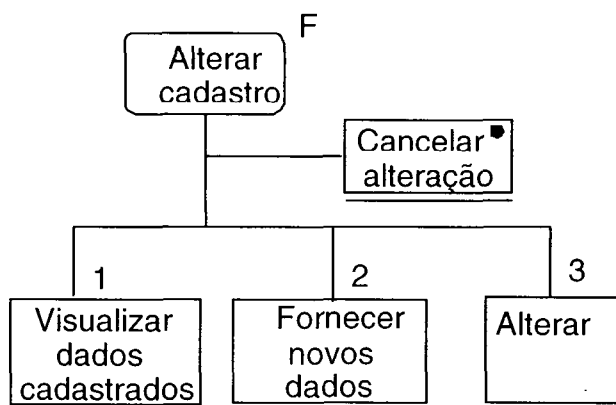 F
Alterar
cadastro
Cancelar
alteração
1
Visualizar
dados
cadastrados
2
Fornecer
novos
dados
3
Alterar